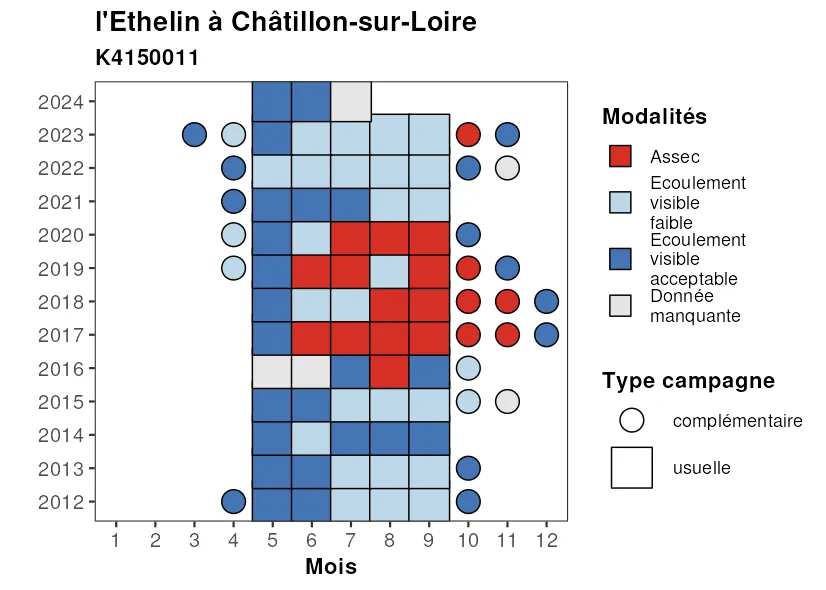 l'Ethelin à Châtillon-sur-Loire
K4150011
2024
2023
2022
2021
2020
2019
2018
2017
2016
2015
2014
2013
2012
1 2 3 4 5 6 7 8 9 10 11 12
Mois
Modalités
Assec
Ecoulement
visible
faible
Ecoulement
visible
acceptable
Donnée
manquante
Type campagne
complémentaire
usuelle